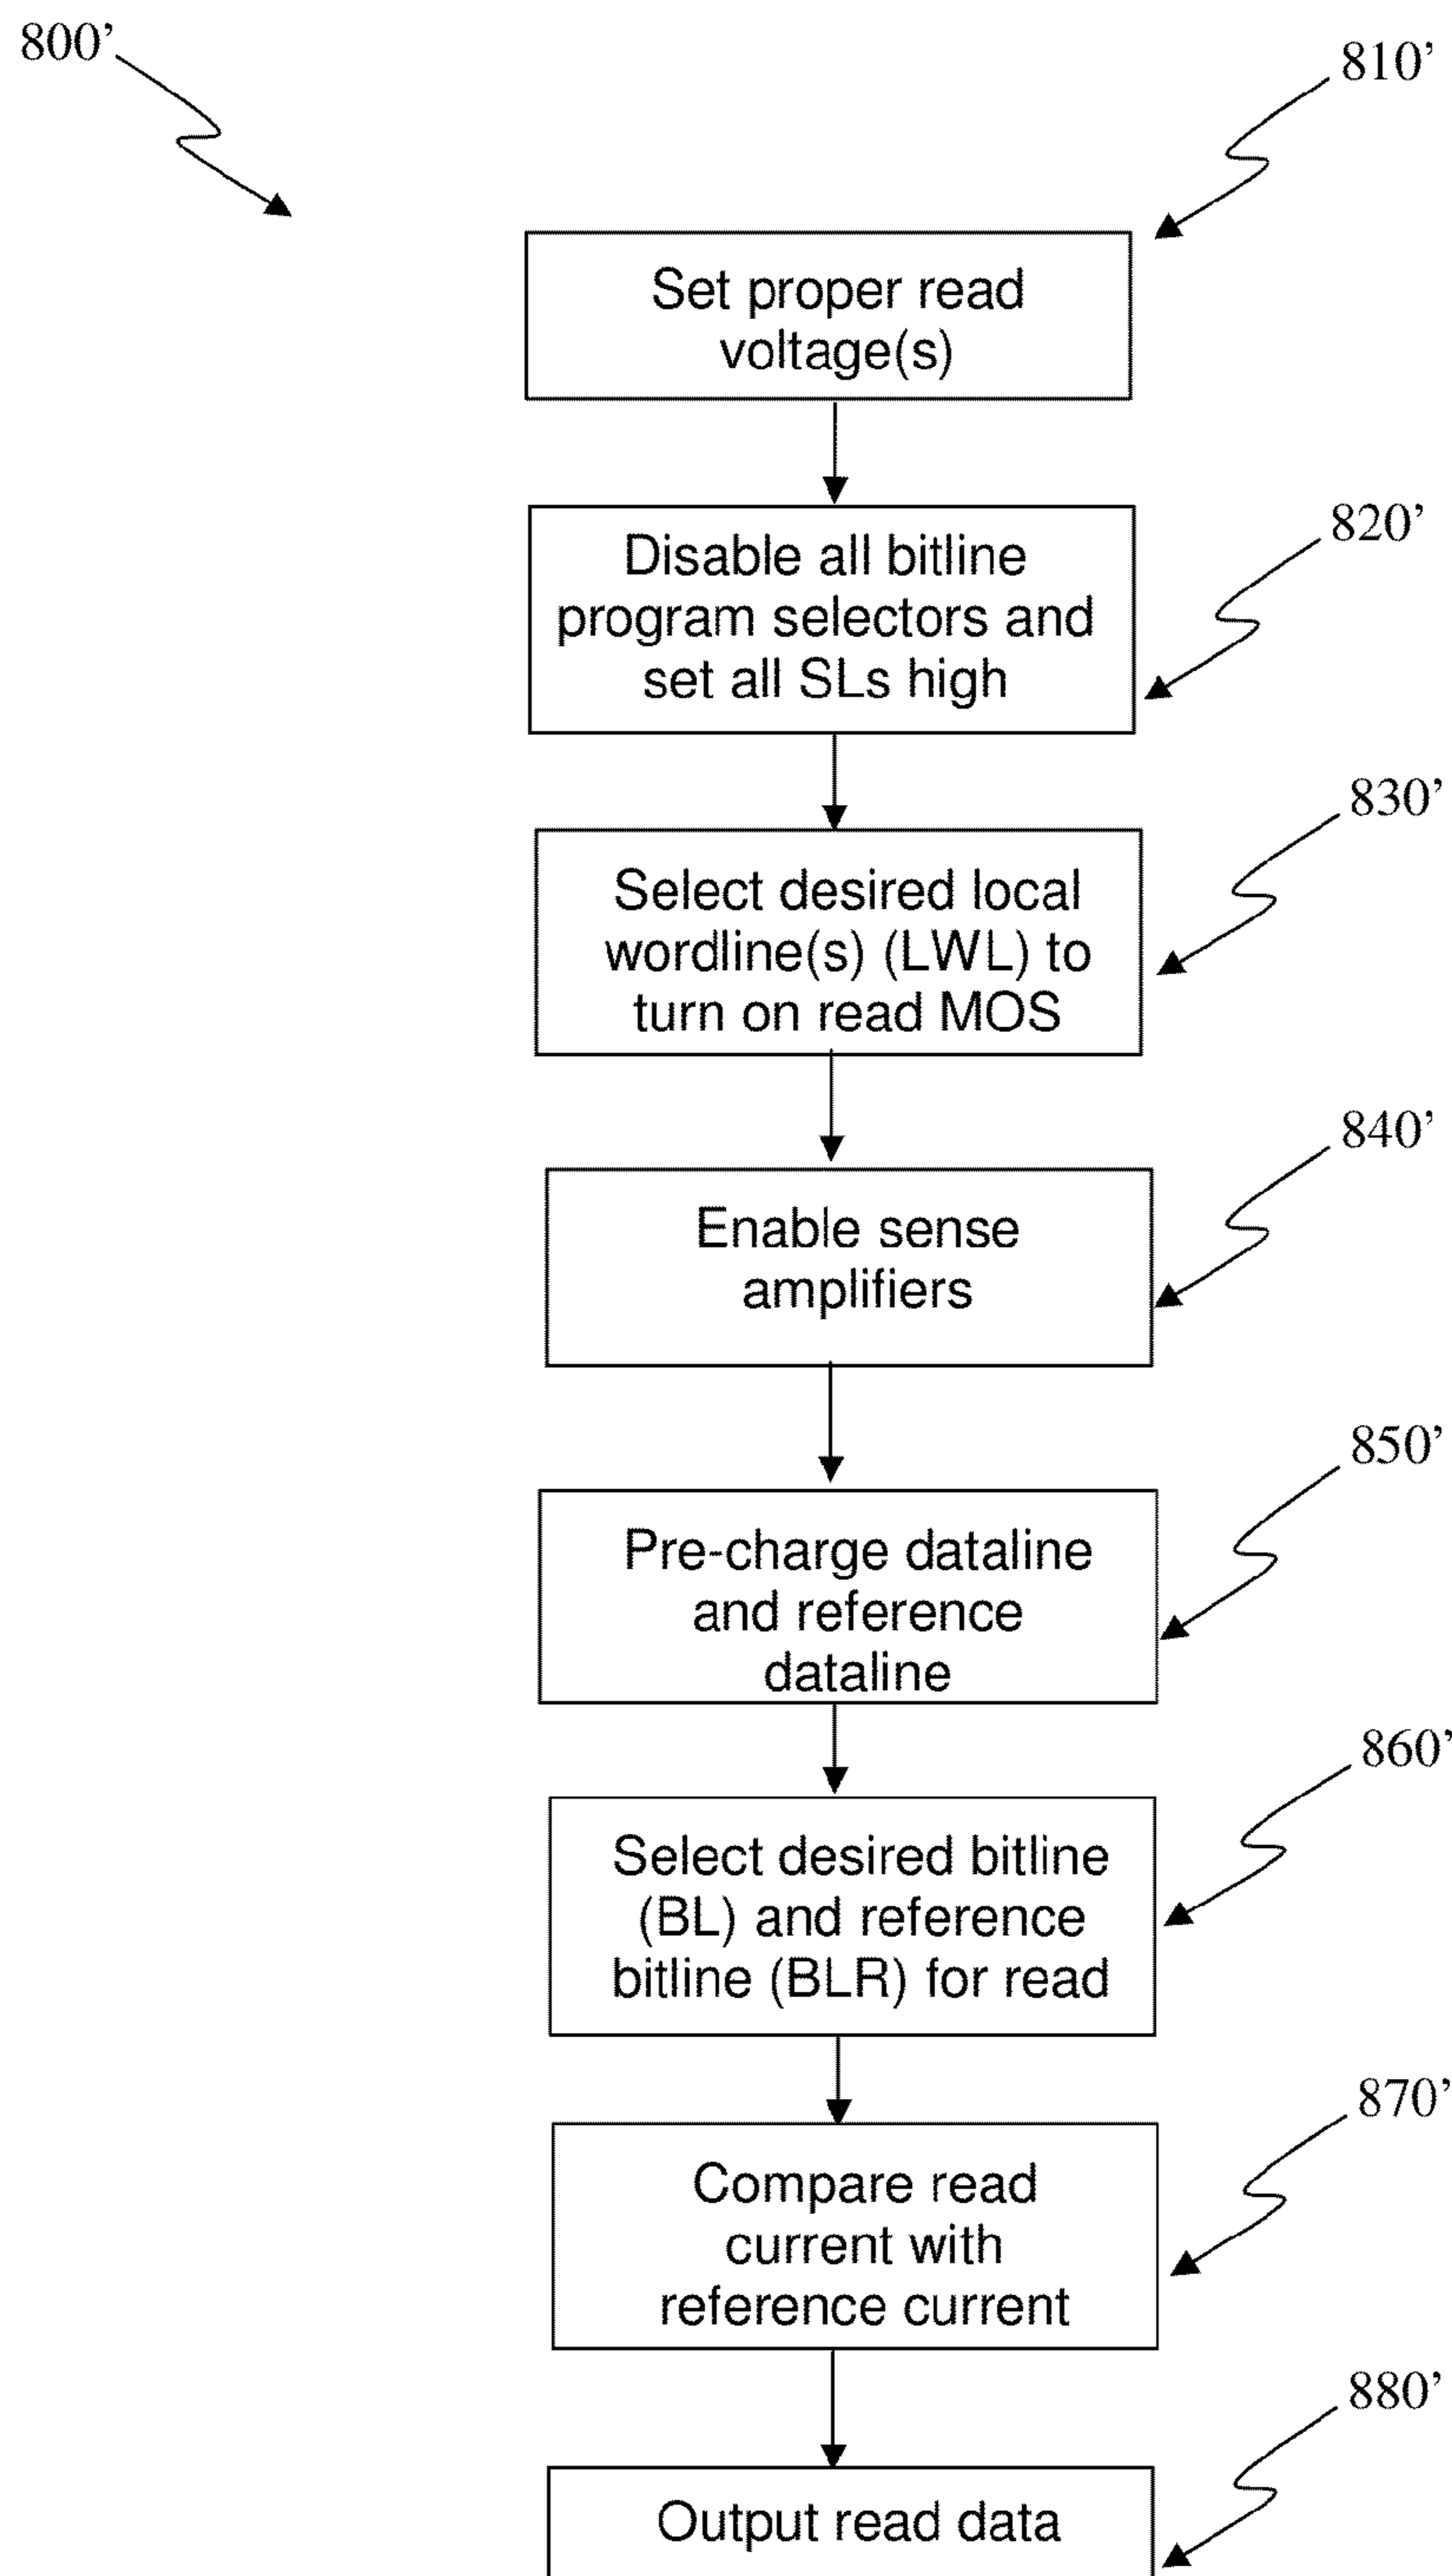 800’
810’
Set proper read
voltage(s)
820’
Disable all bitline
program selectors and
set all SLs high
830’
Select desired local
wordline(s) (LWL) to
turn on read MOS
840’
Enable sense
amplifiers
850’
Pre-charge dataline
and reference
dataline
860’
Select desired bitline
(BL) and reference
bitline (BLR) for read
870’
Compare read
current with
reference current
880’
Output read data